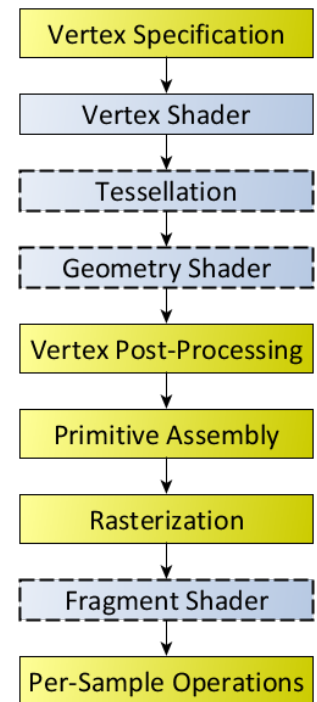 Vertex Specification
Vertex Shader
Tessellation
Geometry Shader
Vertex Post-Processing
Primitive Assembly
Rasterization
Fragment Shader
Per-Sample Operations